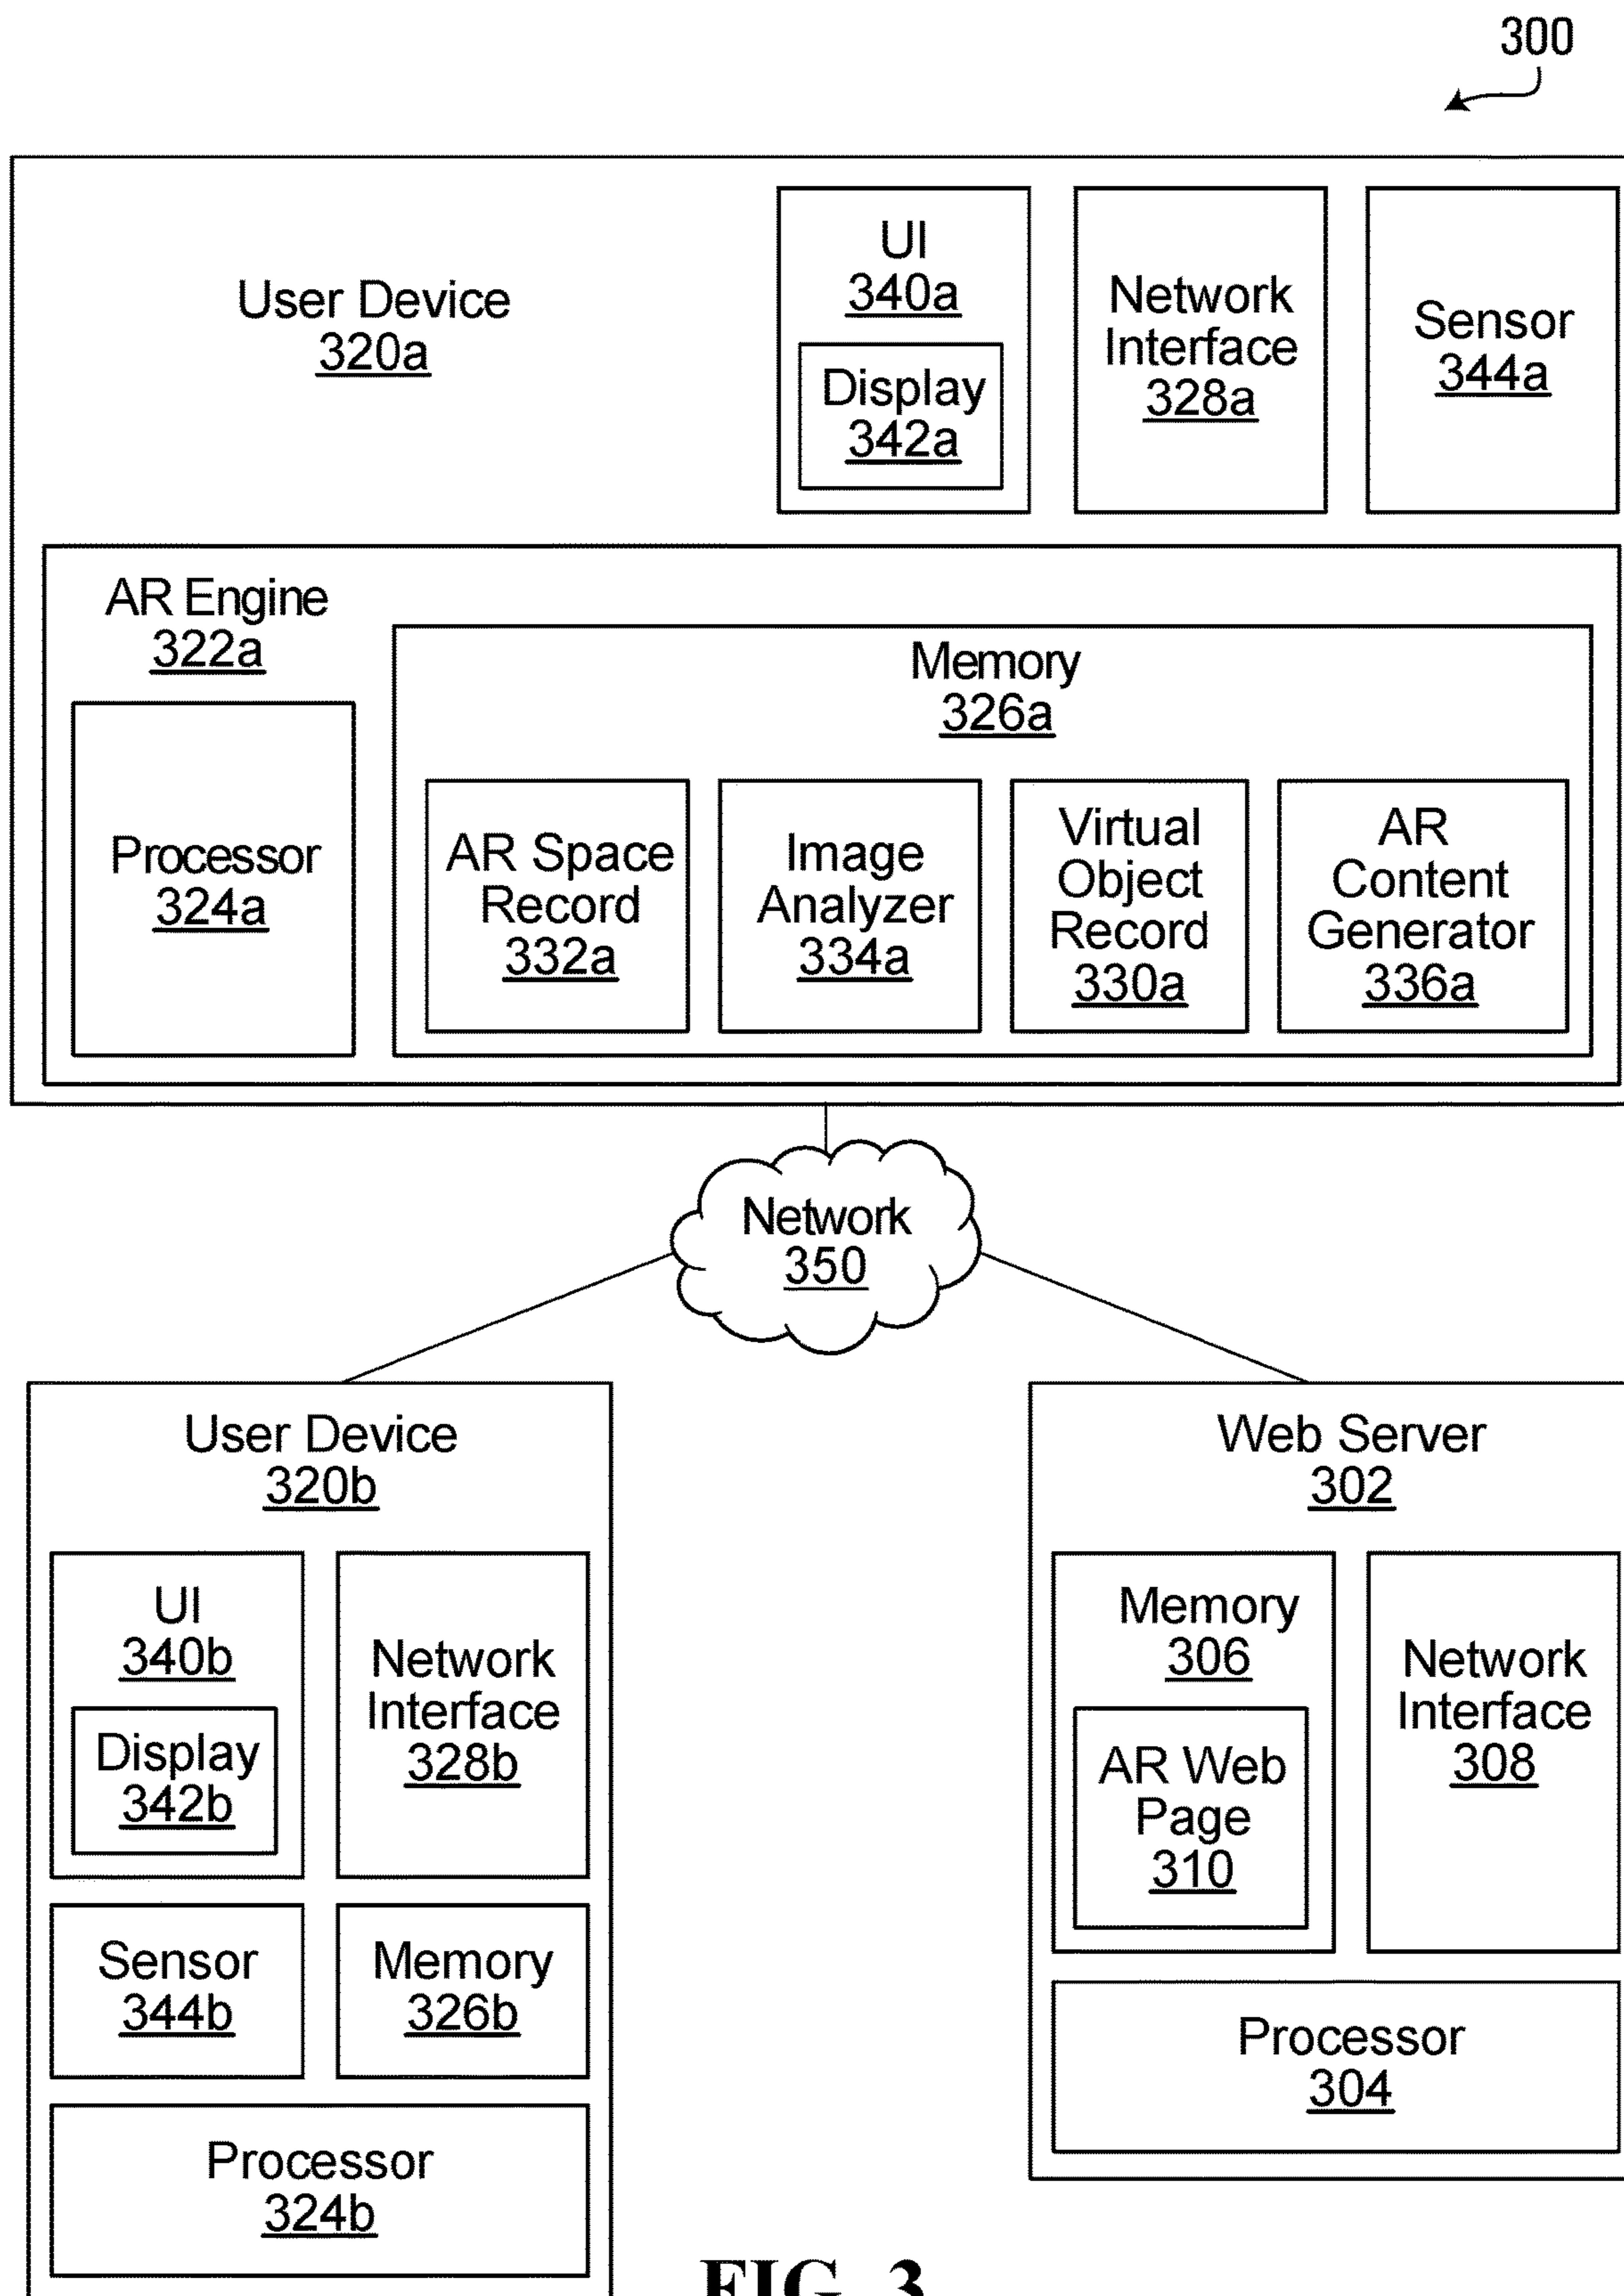 300
User Device
320a
UI
340a
Display
342a
Network
Interface
328a
Sensor
344a
AR Engine
322a
Processor
324a
Memory
326a
AR Space
Record
332a
Image
Analyzer
334a
Virtual
Object
Record
330a
AR
Content
Generator
336a
Network
350
User Device
320b
UI
340b
Display
342b
Network
Interface
328b
Sensor
344b
Memory
326b
Processor
324b
Web Server
302
Memory
306
AR Web
Page
310
Network
Interface
308
Processor
304
FIG. 3